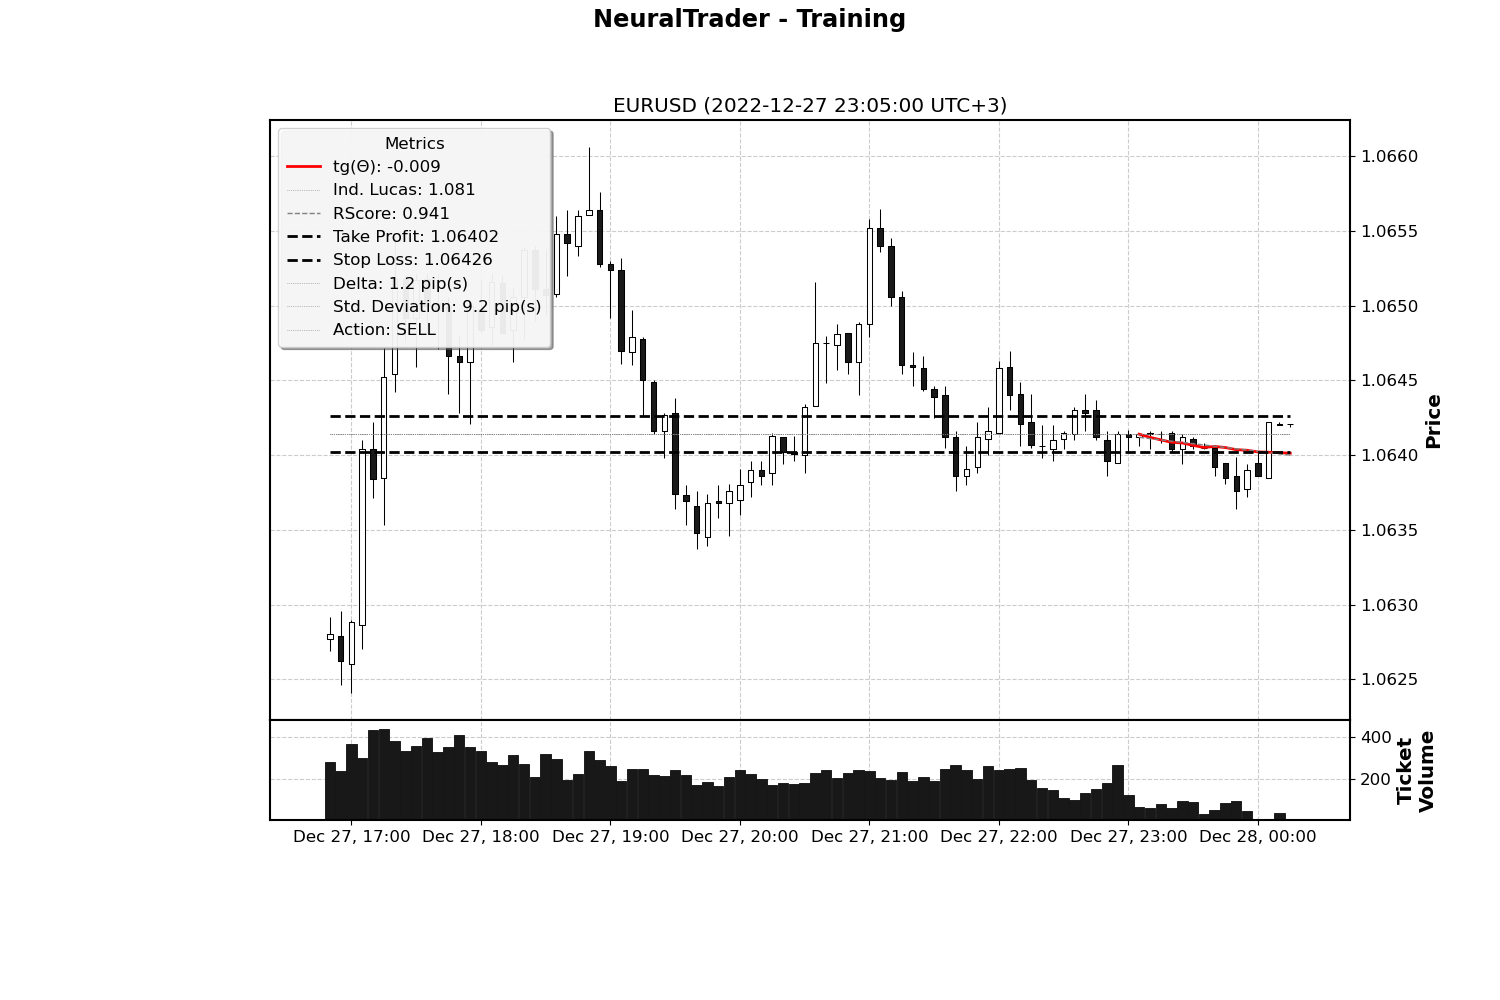 NeuralTrader - Training
EURUSD (2022-12-27 23:05:00 UTC+3)
Metrics
tg(Θ): -0.009
Ind. Lucas: 1.081
RScore: 0.941
Take Profit: 1.06402
Stop Loss: 1.06426
Delta: 1.2 pip(s)
Std. Deviation: 9.2 pip(s)
Action: SELL
1.0660
1.0655
1.0650
1.0645
1.0640
1.0635
1.0630
1.0625
Price
400
200
Ticket
Volume
Dec 27, 17:00 Dec 27, 18:00 Dec 27, 19:00 Dec 27, 20:00 Dec 27, 21:00 Dec 27, 22:00 Dec 27, 23:00 Dec 28, 00:00